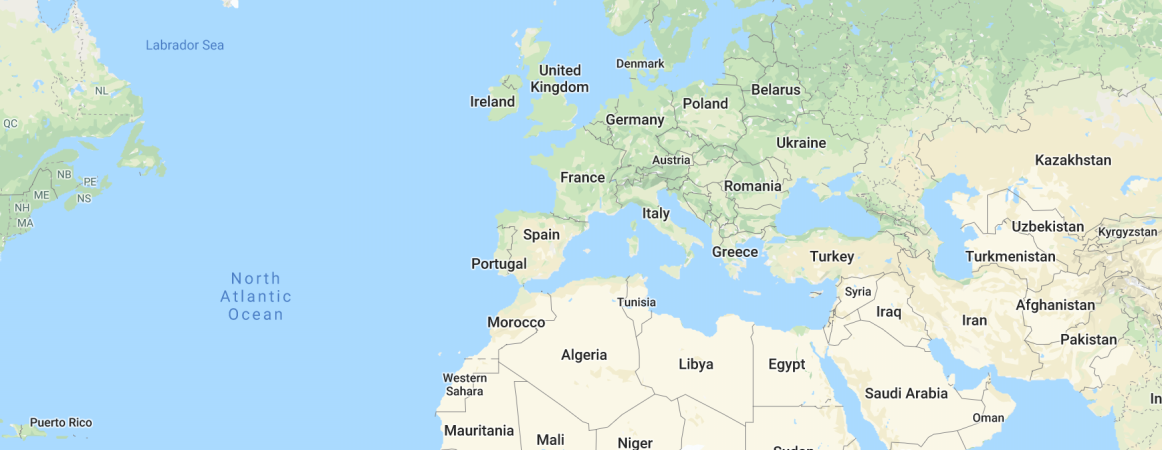 Labrador Sea
NL
QC
NB
PE
ME
NS
NH
MA
North
Atlantic
Ocean
Puerto Rico
United
Kingdom
Ireland
Denmark
Belarus
Poland
Germany
Ukraine
Austria
France
Romania
Kazakhstan
Italy
Spain
Portugal
Greece
Turkey
Uzbekistan
Kyrgyzstan
Turkmenistan
Syria
Iraq
Iran
Afghanistan
Pakistan
Tunisia
Morocco
Algeria
Libya
Egypt
Western
Sahara
Saudi Arabia
Oman
In
Mauritania
Mali
Niger
Sudan